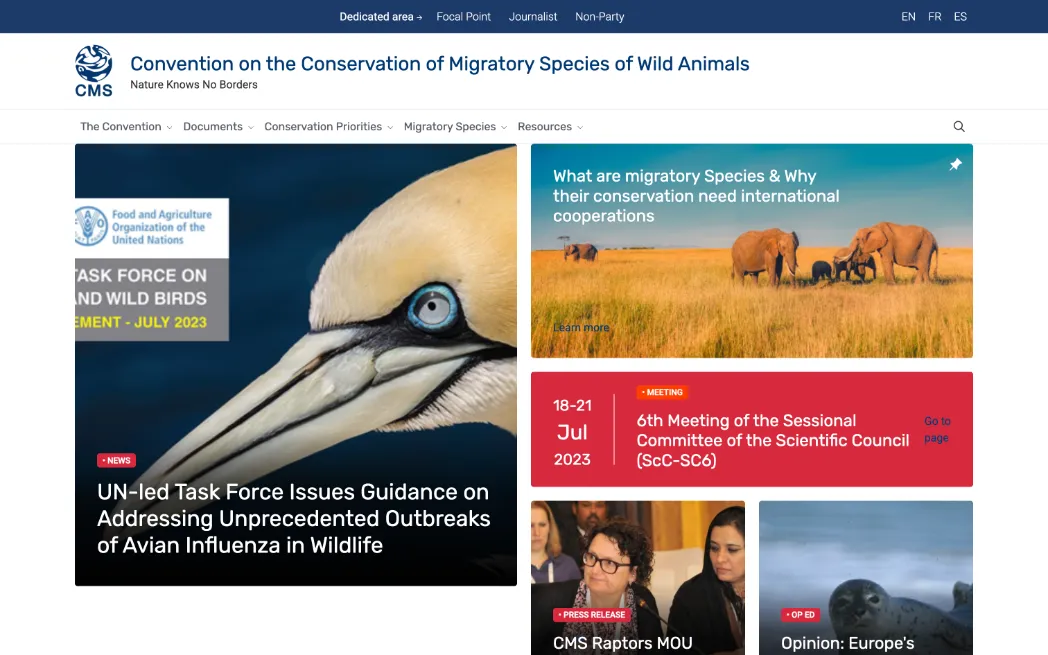 Dedicated area → Focal Point Journalist Non-Party EN FR ES
CMS
Convention on the Conservation of Migratory Species of Wild Animals
Nature Knows No Borders
The Convention Documents Conservation Priorities Migratory Species Resources
FAO
Food and Agriculture
Organization of the
United Nations
TASK FORCE ON
AND WILD BIRDS
EMENT - JULY 2023
• NEWS
UN-led Task Force Issues Guidance on
Addressing Unprecedented Outbreaks
of Avian Influenza in Wildlife
What are migratory Species & Why
their conservation need international
cooperations
Learn more
18-21
Jul
2023
• MEETING
6th Meeting of the Sessional
Committee of the Scientific Council
(ScC-SC6)
Go to
page
• PRESS RELEASE
CMS Raptors MOU
• OP ED
Opinion: Europe's